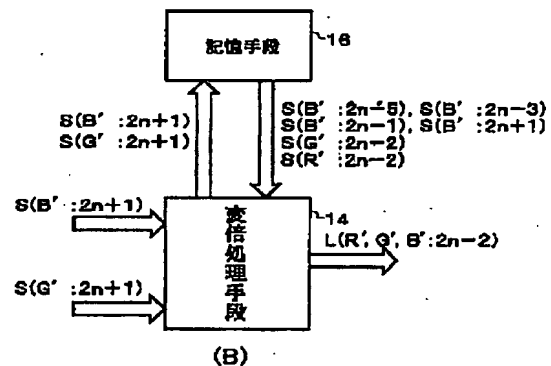 記憶手段
16
S(B' :2n+1)
S(G' :2n+1)
S(B' :2n-5), S(B' :2n-3)
S(B' :2n-1), S(B' :2n+1)
S(G' :2n-2)
S(R' :2n-2)
S(B' :2n+1)
S(G' :2n+1)
変倍処理手段
14
L(R', G', B':2n-2)
(B)